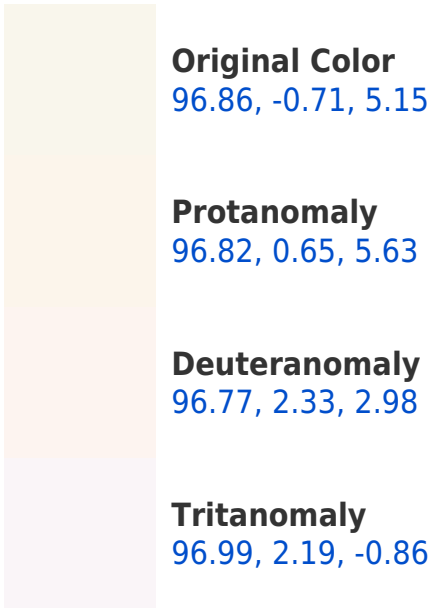 Original Color
96.86, -0.71, 5.15
Protanomaly
96.82, 0.65, 5.63
Deuteranomaly
96.77, 2.33, 2.98
Tritanomaly
96.99, 2.19, -0.86